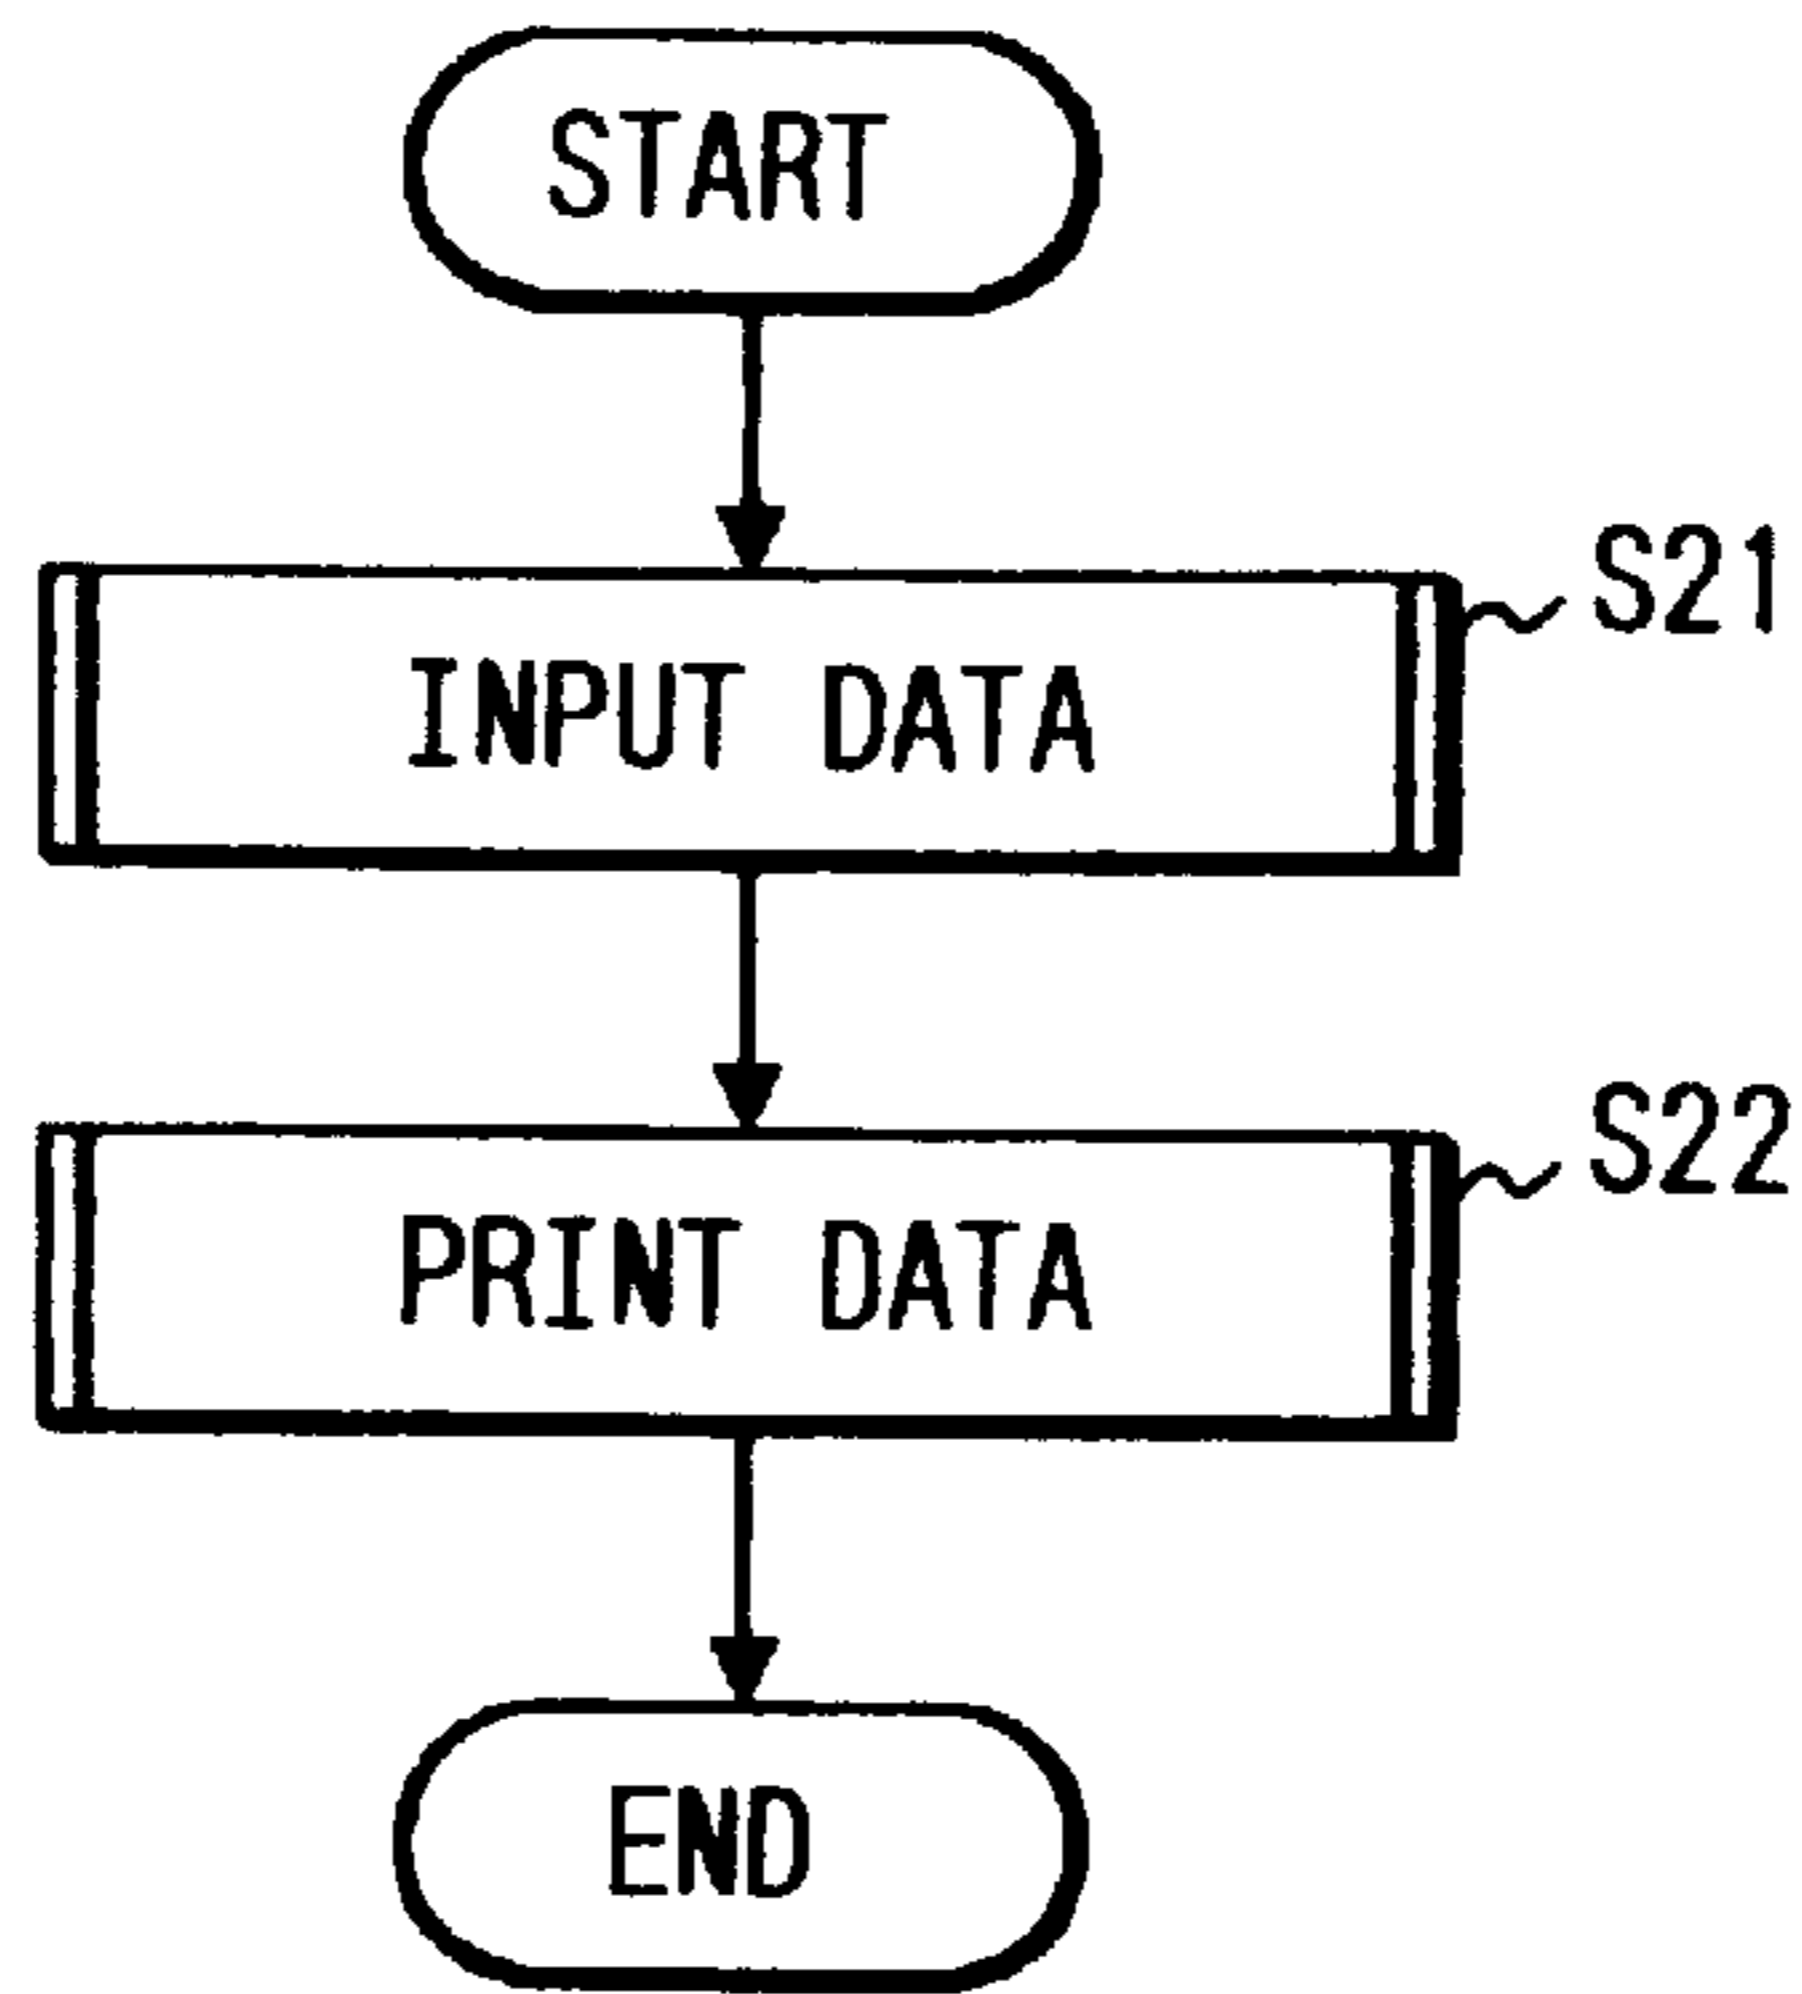 START
S21
INPUT DATA
S22
PRINT DATA
END